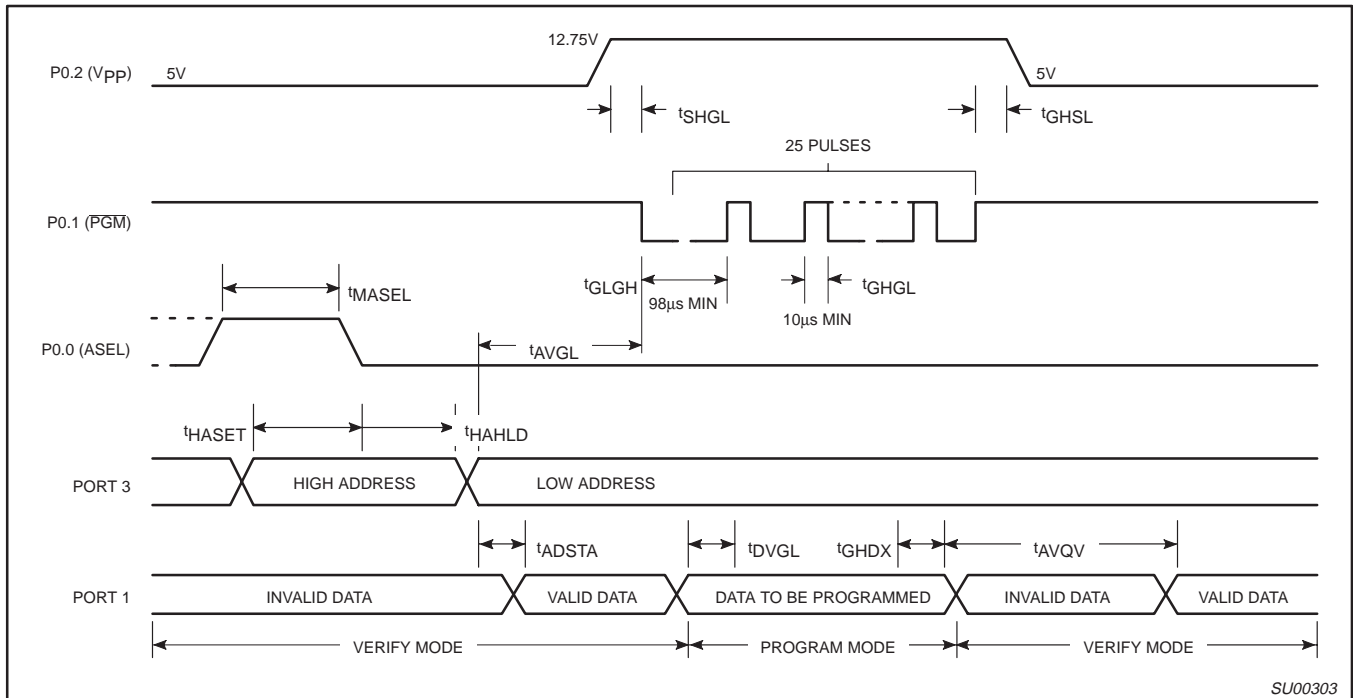 12.75V
P0.2 (VPP)
5V
5V
tSHGL
tGHSL
25 PULSES
P0.1 (PGM)
tMASEL
tGLGH
98µs MIN
tGHGL
10µs MIN
P0.0 (ASEL)
tAVGL
tHASET
tHAHLD
PORT 3
HIGH ADDRESS
LOW ADDRESS
tADSTA
tDVGL
tGHDX
tAVQV
PORT 1
INVALID DATA
VALID DATA
DATA TO BE PROGRAMMED
INVALID DATA
VALID DATA
VERIFY MODE
PROGRAM MODE
VERIFY MODE
SU00303